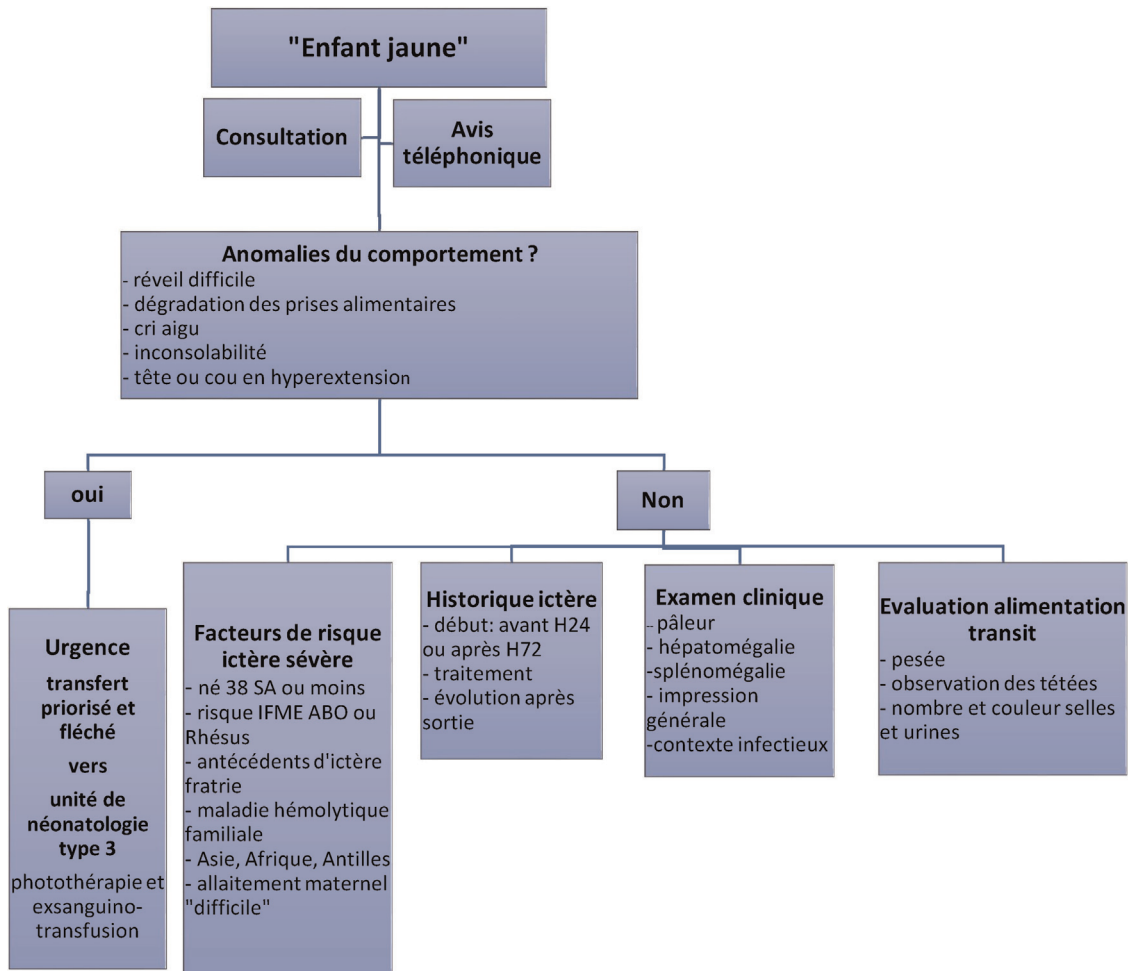 "Enfant jaune"
Consultation
Avis
téléphonique
Anomalies du comportement ?
- réveil difficile
- dégradation des prises alimentaires
- cri aigu
- inconsolabilité
- tête ou cou en hyperextension
oui
Non
Urgence
transfert
priorisé et
fléché
vers
unité de
néonatologie
type 3
photothérapie et
exsanguino-
transfusion
Facteurs de risque
ictère sévère
- né 38 SA ou moins
- risque IFME ABO ou
Rhésus
- antécédents d'ictère
fratrie
- maladie hémolytique
familiale
- Asie, Afrique, Antilles
- allaitement maternel
"difficile"
Historique ictère
- début: avant H24
ou après H72
- traitement
- évolution après
sortie
Examen clinique
- pâleur
- hépatomégalie
-splénomégalie
- impression
générale
-contexte infectieux
Evaluation alimentation
transit
- pesée
- observation des tétées
- nombre et couleur selles
et urines